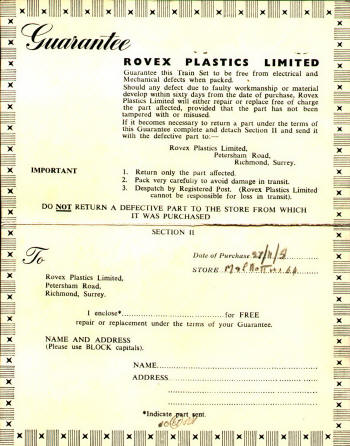 Guarantee
ROVEX PLASTICS LIMITED
Guarantee this Train Set to be free from electrical and
Mechanical defects when packed.
Should any defect due to faulty workmanship or material
develop within sixty days from the date of purchase, Rovex
Plastics Limited will either repair or replace free of charge
the part affected, provided that the part has not been
tampered with or misused.
If it becomes necessary to return a part under the terms of
this Guarantee complete and detach Section II and send it
with the defective part to:—
Rovex Plastics Limited,
Petersham Road,
Richmond, Surrey.
IMPORTANT
1. Return only the part affected.
2. Pack very carefully to avoid damage in transit.
3. Despatch by Registered Post. (Rovex Plastics Limited
cannot be responsible for loss in transit).
DO NOT RETURN A DEFECTIVE PART TO THE STORE FROM WHICH
IT WAS PURCHASED
SECTION II
To
Date of Purchase
STORE
Rovex Plastics Limited,
Petersham Road,
Richmond, Surrey.
I enclose*..............................for FREE
repair or replacement under the terms of your Guarantee.
NAME AND ADDRESS
(Please use BLOCK capitals).
NAME..............................
ADDRESS..............................
*Indicate part sent.